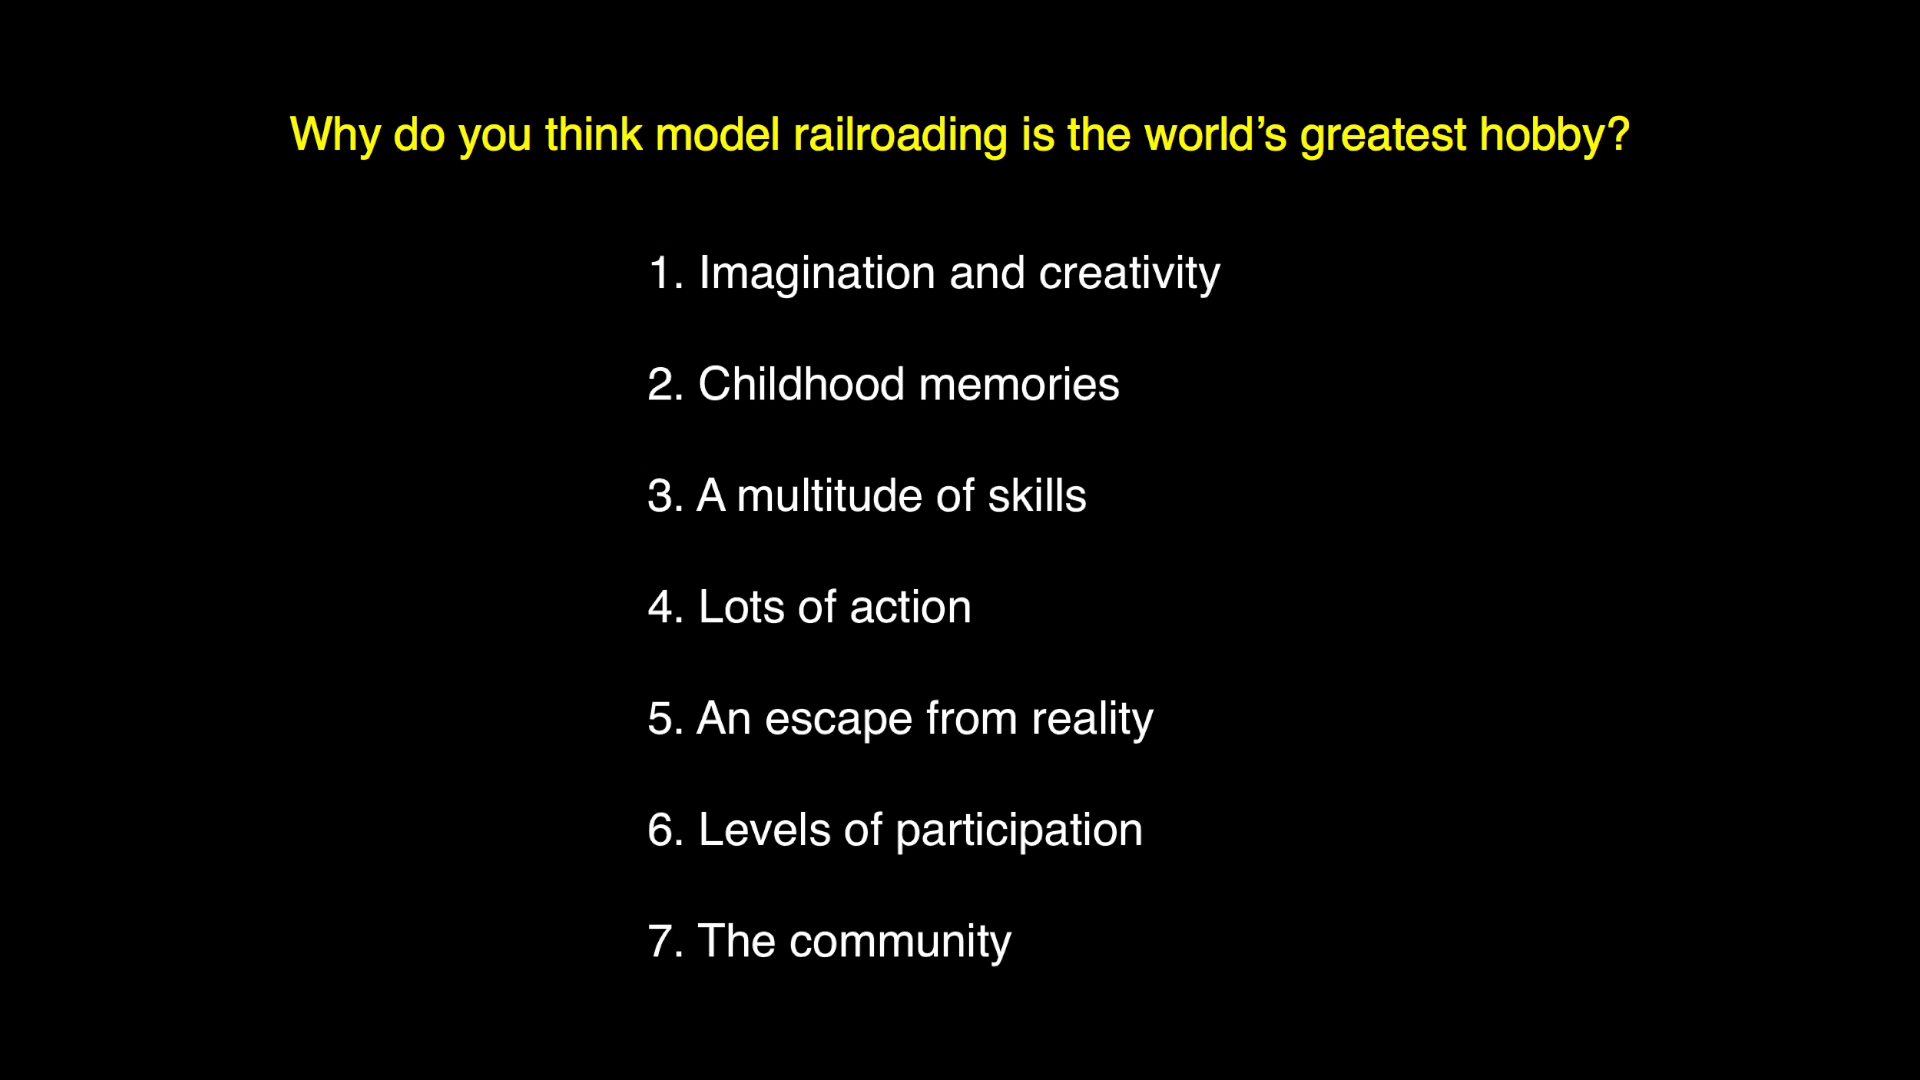 Why do you think model railroading is the world’s greatest hobby?
1. Imagination and creativity
2. Childhood memories
3. A multitude of skills
4. Lots of action
5. An escape from reality
6. Levels of participation
7. The community